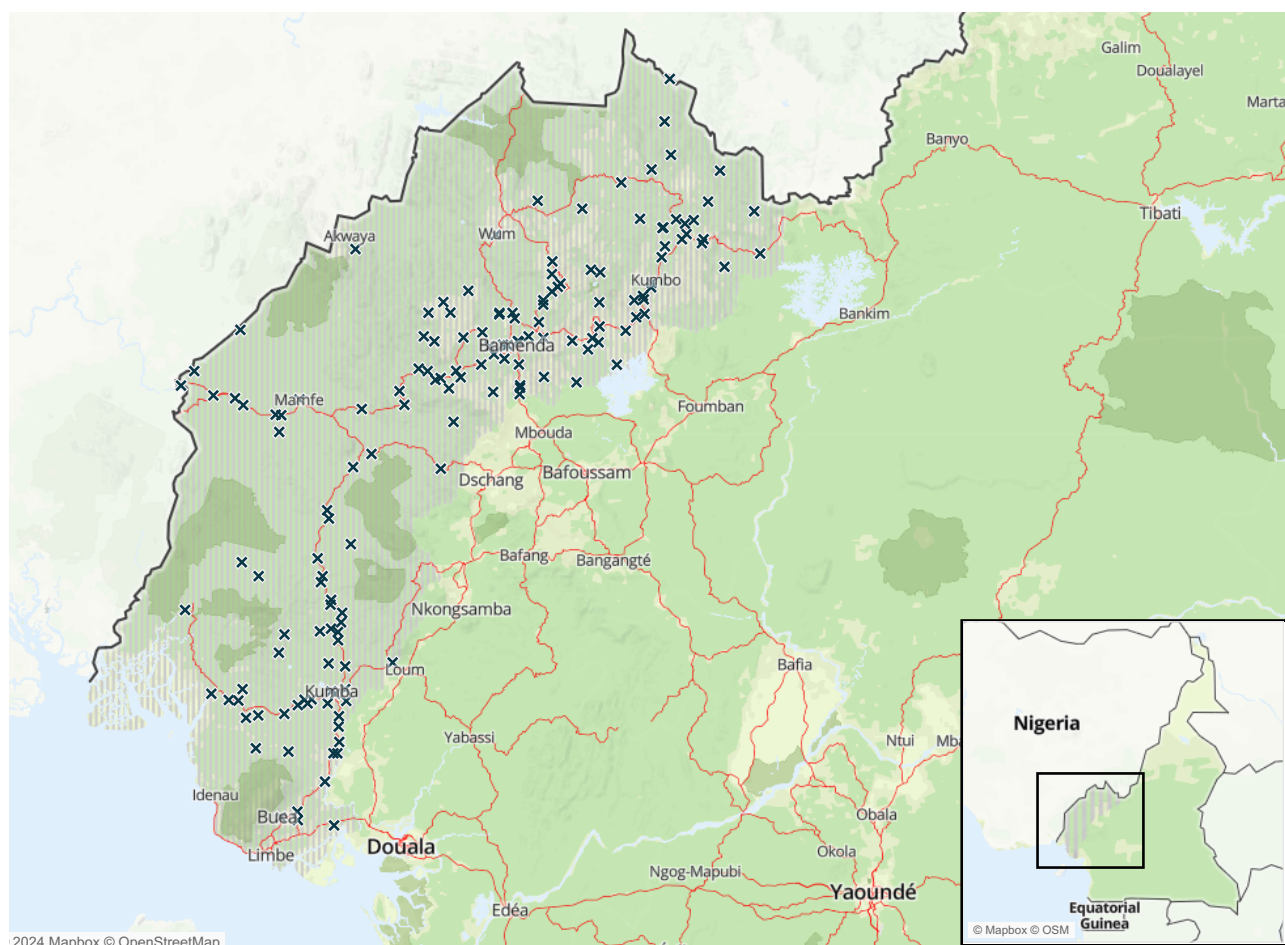 Galim
Doualayel
Marta
Banyo
Tibati
Akwaya
Wum
Kumbo
Bankim
Bamenda
Mamfe
Foumban
Mbouda
Bafoussam
Dschang
Bafang
Bangangté
Nkongsamba
Bafia
Loum
Kumba
Yabassi
Ntui
Mba
Idenau
Buea
Obala
Limbe
Douala
Okola
Ngog-Mapubi
Yaoundé
Edéa
Nigeria
Equatorial
Guinea
© Mapbox © OSM
2024 Mapbox © OpenStreetMap